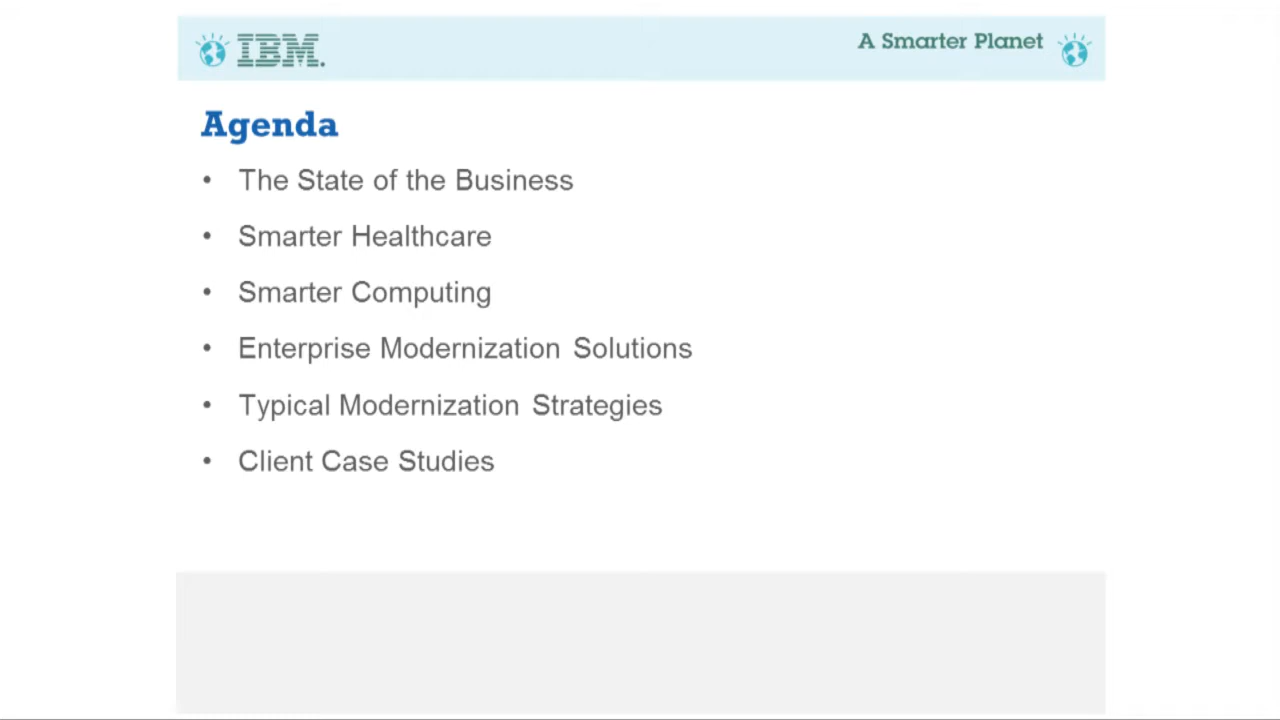 IBM.
A Smarter Planet
Agenda
• The State of the Business
• Smarter Healthcare
• Smarter Computing
• Enterprise Modernization Solutions
• Typical Modernization Strategies
• Client Case Studies